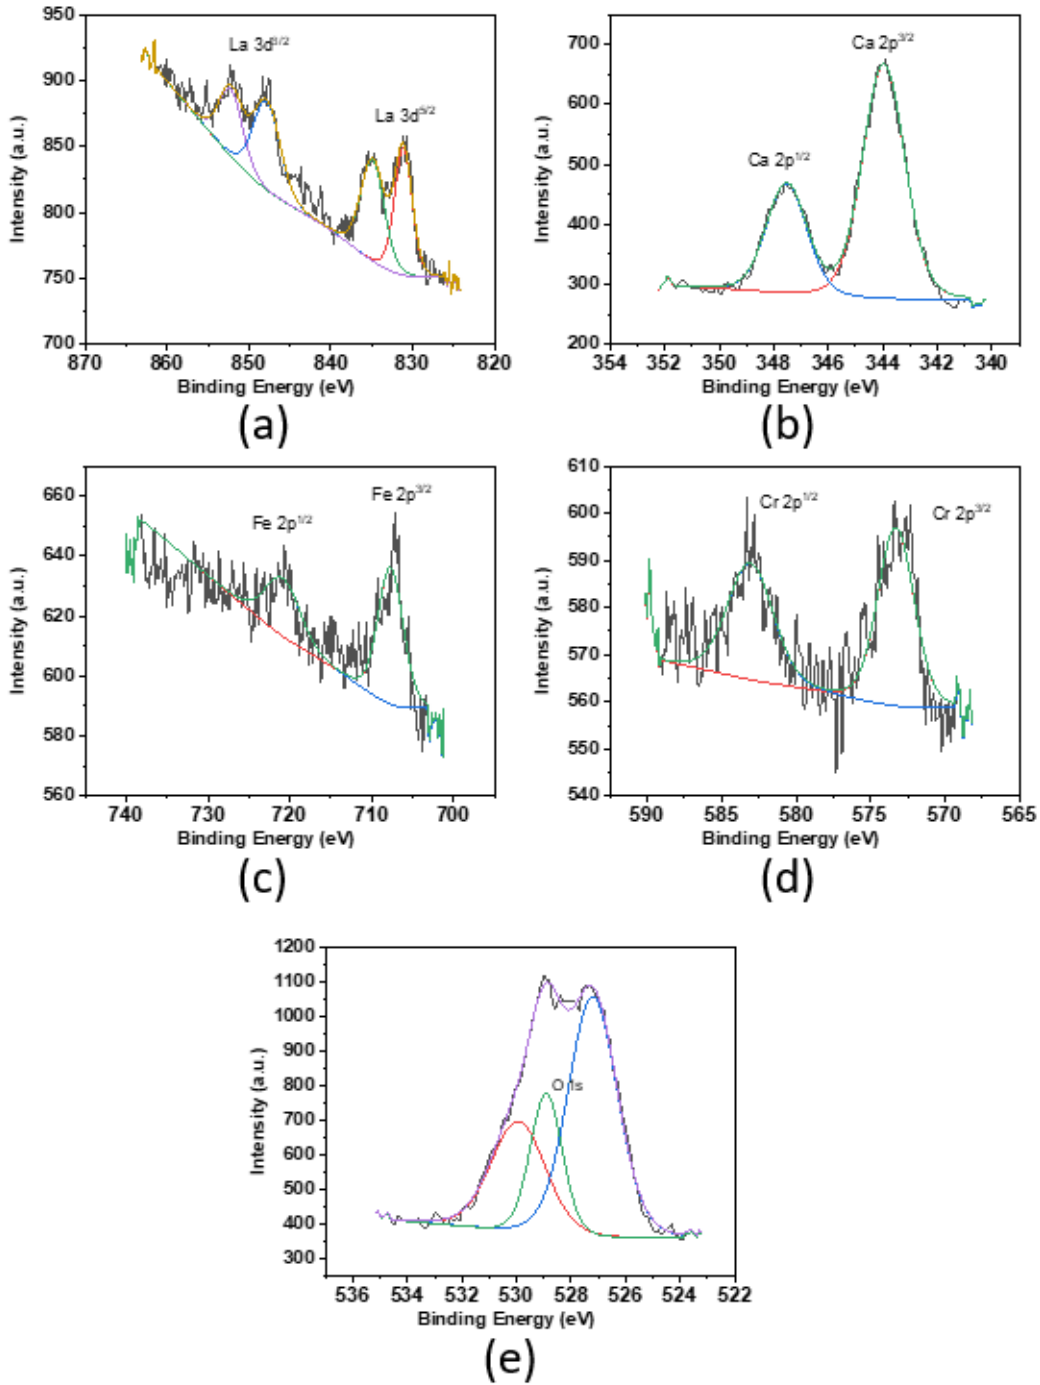 950
900
850
800
750
700
Intensity (a.u.)
La 3d3/2
La 3d5/2
870 860 850 840 830 820
Binding Energy (eV)
(a)
700
600
500
400
300
200
Intensity (a.u.)
Ca 2p3/2
Ca 2p1/2
354 352 350 348 346 344 342 340
Binding Energy (eV)
(b)
660
640
620
600
580
560
Intensity (a.u.)
Fe 2p3/2
Fe 2p1/2
740 730 720 710 700
Binding Energy (eV)
(c)
610
600
590
580
570
560
550
540
Intensity (a.u.)
Cr 2p1/2
Cr 2p3/2
590 585 580 575 570 565
Binding Energy (eV)
(d)
1200
1100
1000
900
800
700
600
500
400
300
Intensity (a.u.)
O 1s
536 534 532 530 528 526 524 522
Binding Energy (eV)
(e)